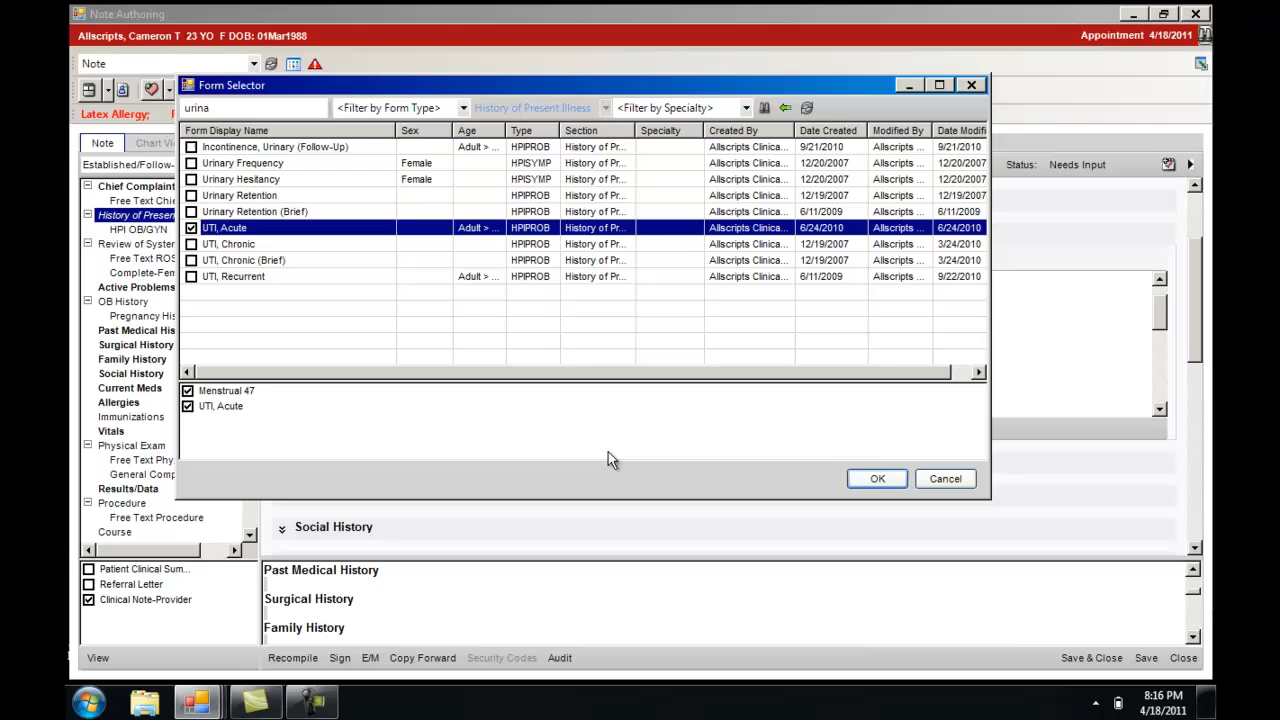 Note Authoring
Allscripts, Cameron T 23 YO F DOB: 01Mar1988
Appointment 4/18/2011
Note
Form Selector
urina
<Filter by Form Type>
History of Present Illness
<Filter by Specialty>
Latex Allergy;
Form Display Name Sex Age Type Section Specialty Created By Date Created Modified By Date Modifi
Incontinence, Urinary (Follow-Up) Adult > ... HPIPROB History of Pr... Allscripts Clinica... 9/21/2010 Allscripts ... 9/21/2010
Urinary Frequency Female HPISYMP History of Pr... Allscripts Clinica... 12/20/2007 Allscripts ... 12/20/2007
Urinary Hesitancy Female HPISYMP History of Pr... Allscripts Clinica... 12/20/2007 Allscripts ... 12/20/2007
Urinary Retention HPIPROB History of Pr... Allscripts Clinica... 12/19/2007 Allscripts ... 12/19/2007
Urinary Retention (Brief) HPIPROB History of Pr... Allscripts Clinica... 6/11/2009 Allscripts ... 6/11/2009
UTI, Acute Adult > ... HPIPROB History of Pr... Allscripts Clinica... 6/24/2010 Allscripts ... 6/24/2010
UTI, Chronic HPIPROB History of Pr... Allscripts Clinica... 12/19/2007 Allscripts ... 3/24/2010
UTI, Chronic (Brief) HPIPROB History of Pr... Allscripts Clinica... 12/19/2007 Allscripts ... 3/24/2010
UTI, Recurrent Adult > ... HPIPROB History of Pr... Allscripts Clinica... 6/11/2009 Allscripts ... 9/22/2010
Menstrual 47
UTI, Acute
OK
Cancel
Note
Chart Vi
Established/Follow-
Status: Needs Input
Chief Complaint
Free Text Chie
History of Present
HPI OB/GYN
Review of System
Free Text ROS
Complete-Fem
Active Problems
OB History
Pregnancy His
Past Medical His
Surgical History
Family History
Social History
Current Meds
Allergies
Immunizations
Vitals
Physical Exam
Free Text Phy
General Comp
Results/Data
Procedure
Free Text Procedure
Course
Social History
Patient Clinical Sum...
Referral Letter
Clinical Note-Provider
Past Medical History
Surgical History
Family History
View
Recompile Sign E/M Copy Forward Security Codes Audit
Save & Close Save Close
8:16 PM
4/18/2011